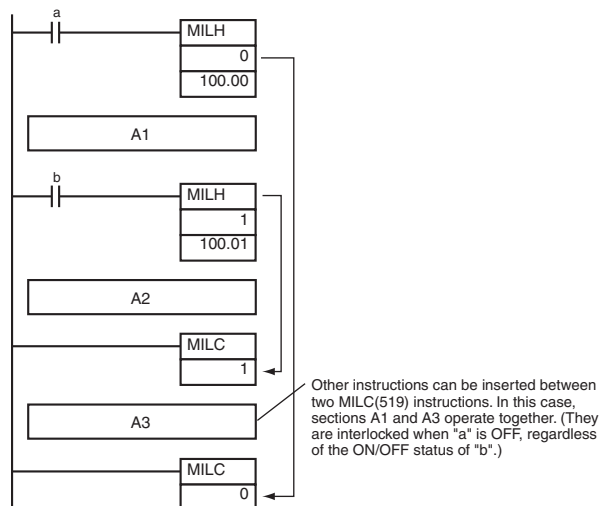 a
MILH
0
100.00
A1
b
MILH
1
100.01
A2
MILC
1
Other instructions can be inserted between
two MILC(519) instructions. In this case,
sections A1 and A3 operate together. (They
are interlocked when "a" is OFF, regardless
of the ON/OFF status of "b".)
A3
MILC
0